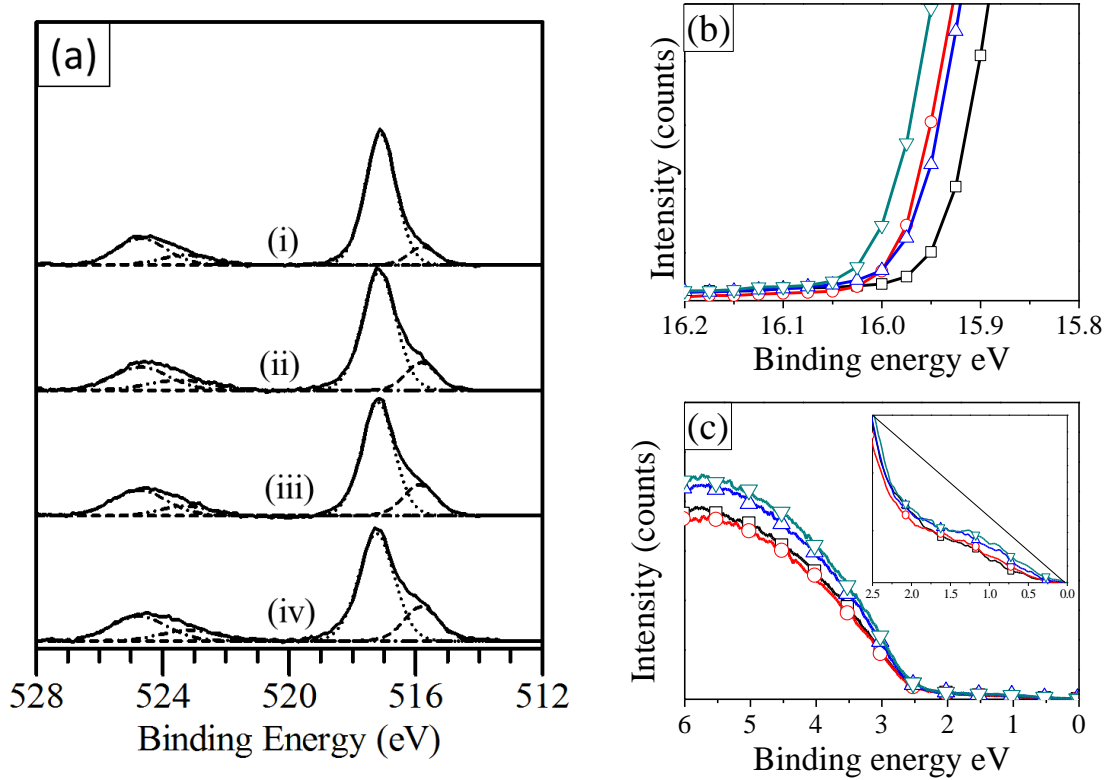 (a)
(i)
(ii)
(iii)
(iv)
528 524 520 516 512
Binding Energy (eV)
(b)
Intensity (counts)
16.2 16.1 16.0 15.9 15.8
Binding energy eV
(c)
Intensity (counts)
2.5 2.0 1.5 1.0 0.5 0.0
6 5 4 3 2 1 0
Binding energy eV